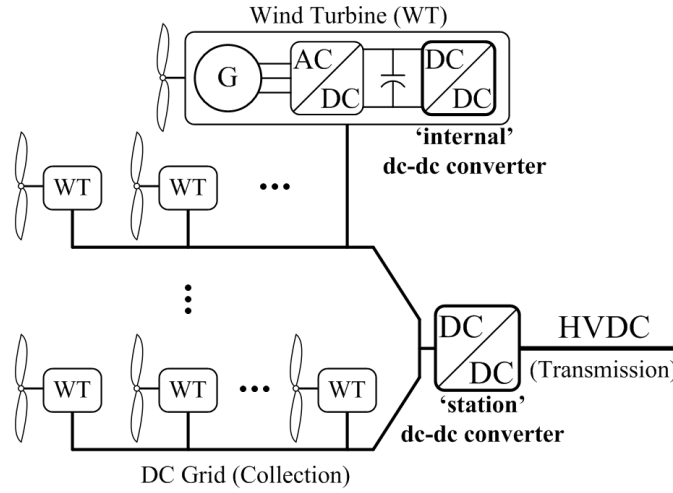 Wind Turbine (WT)
G
AC
DC
DC
DC
'internal'
dc-dc converter
WT
WT
WT
WT
WT
DC
DC
HVDC
(Transmission)
'station'
dc-dc converter
DC Grid (Collection)